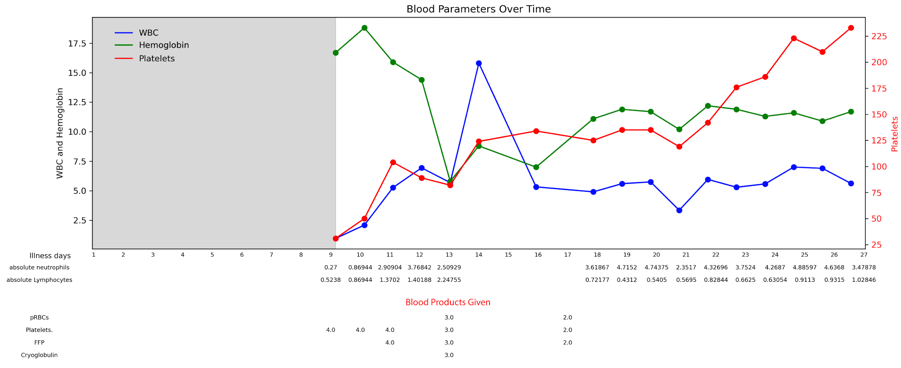 Blood Parameters Over Time
WBC
Hemoglobin
Platelets
WBC and Hemoglobin
17.5
15.0
12.5
10.0
7.5
5.0
2.5
Platelets
225
200
175
150
125
100
75
50
25
Illness days 1 2 3 4 5 6 7 8 9 10 11 12 13 14 15 16 17 18 19 20 21 22 23 24 25 26 27
absolute neutrophils 0.27 0.86944 2.90904 3.76842 2.50929 3.61867 4.7152 4.74375 2.3517 4.32696 3.7524 4.2687 4.88597 4.6368 3.47878
absolute Lymphocytes 0.5238 0.86944 1.3702 1.40188 2.24755 0.72177 0.4312 0.5405 0.5695 0.82844 0.6625 0.63054 0.9113 0.9315 1.02846
Blood Products Given
pRBCs 3.0 2.0
Platelets. 4.0 4.0 4.0 3.0 2.0
FFP 4.0 3.0 2.0
Cryoglobulin 3.0